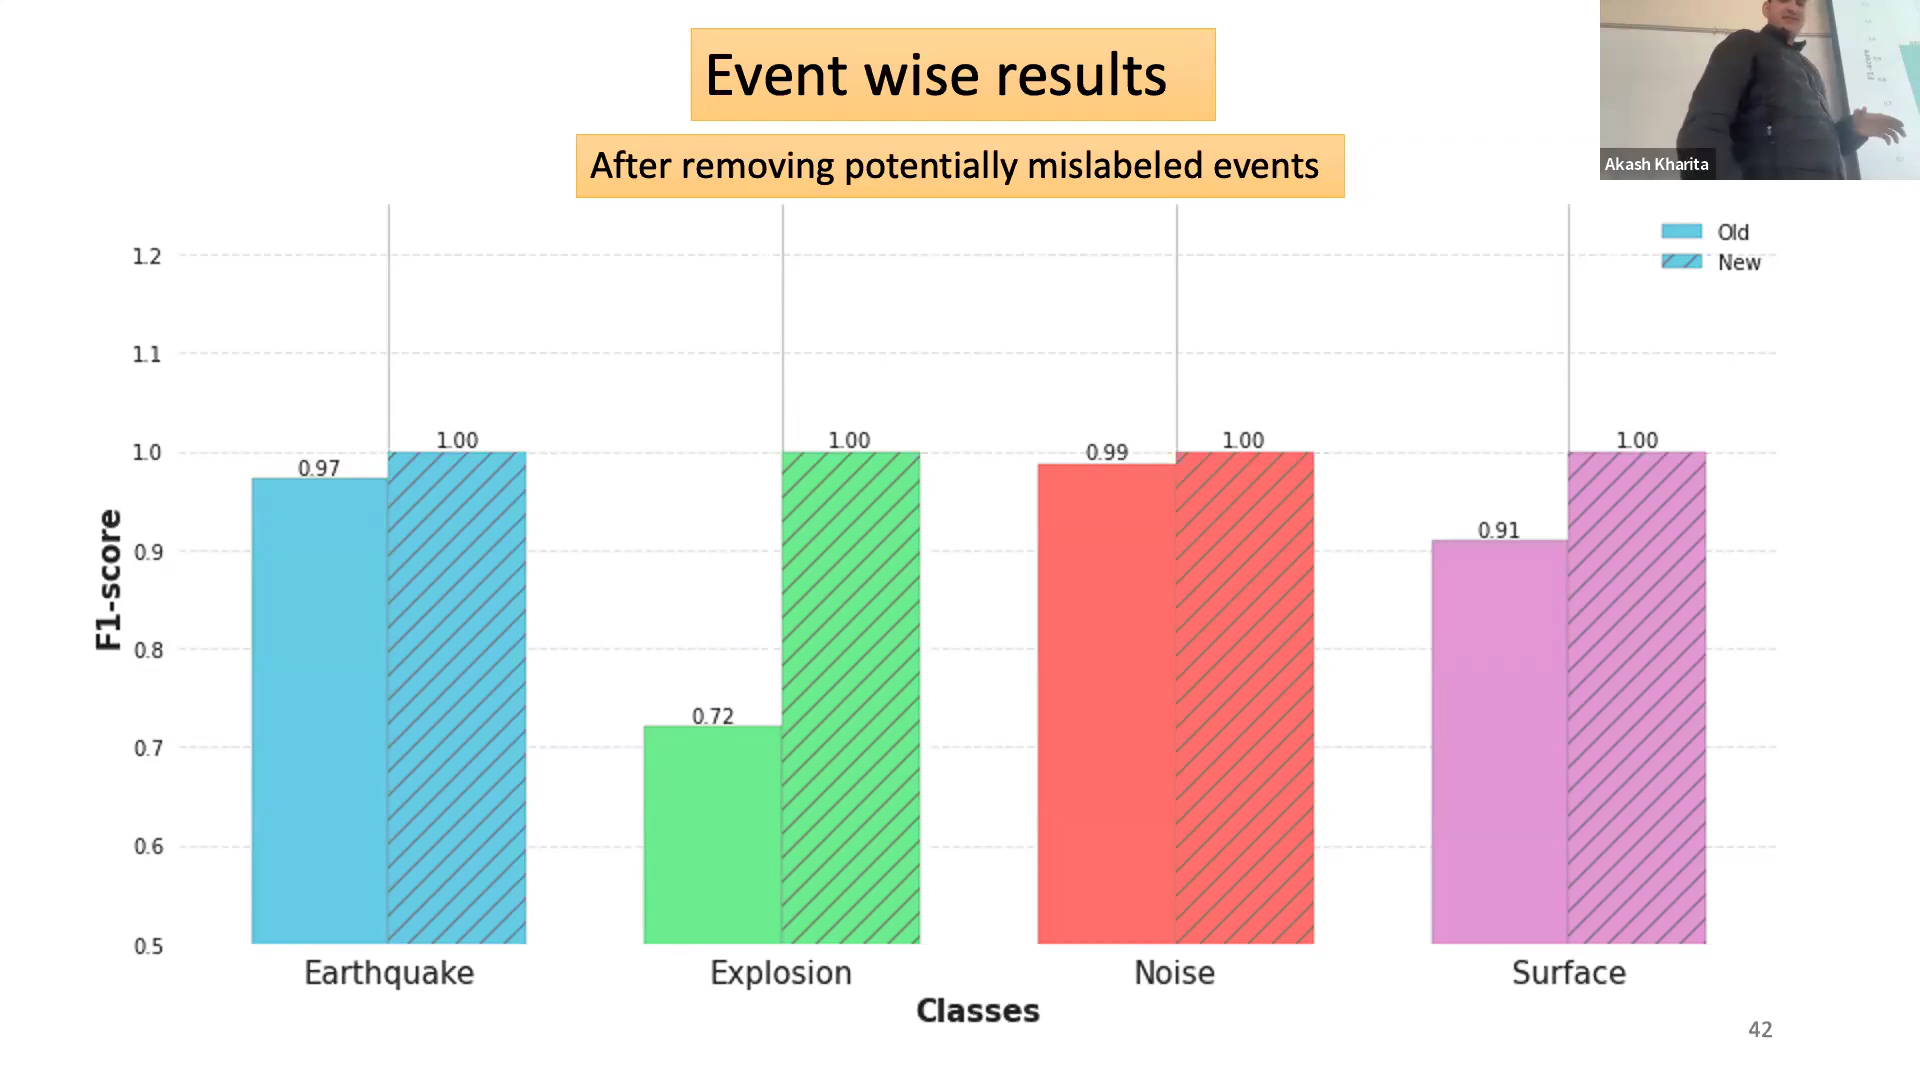 Event wise results
After removing potentially mislabeled events
Akash Kharita
Old
New
1.2
1.1
1.0
0.9
0.8
0.7
0.6
0.5
F1-score
0.97
1.00
0.72
1.00
0.99
1.00
0.91
1.00
Earthquake
Explosion
Noise
Surface
Classes
42